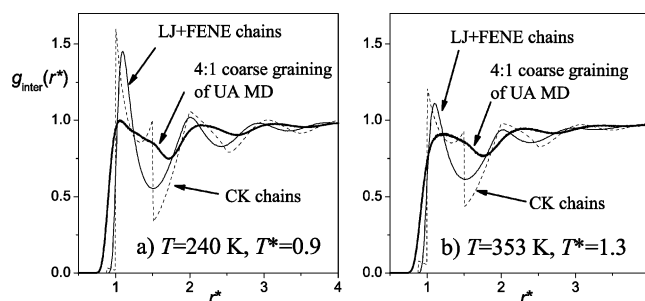 1.5
1.0
0.5
0.0
g_inter(r*)
LJ+FENE chains
4:1 coarse graining
of UA MD
CK chains
a) T=240 K, T*=0.9
1 2 3 4
r*
1.5
1.0
0.5
0.0
LJ+FENE chains
4:1 coarse graining
of UA MD
CK chains
b) T=353 K, T*=1.3
1 2 3
r*